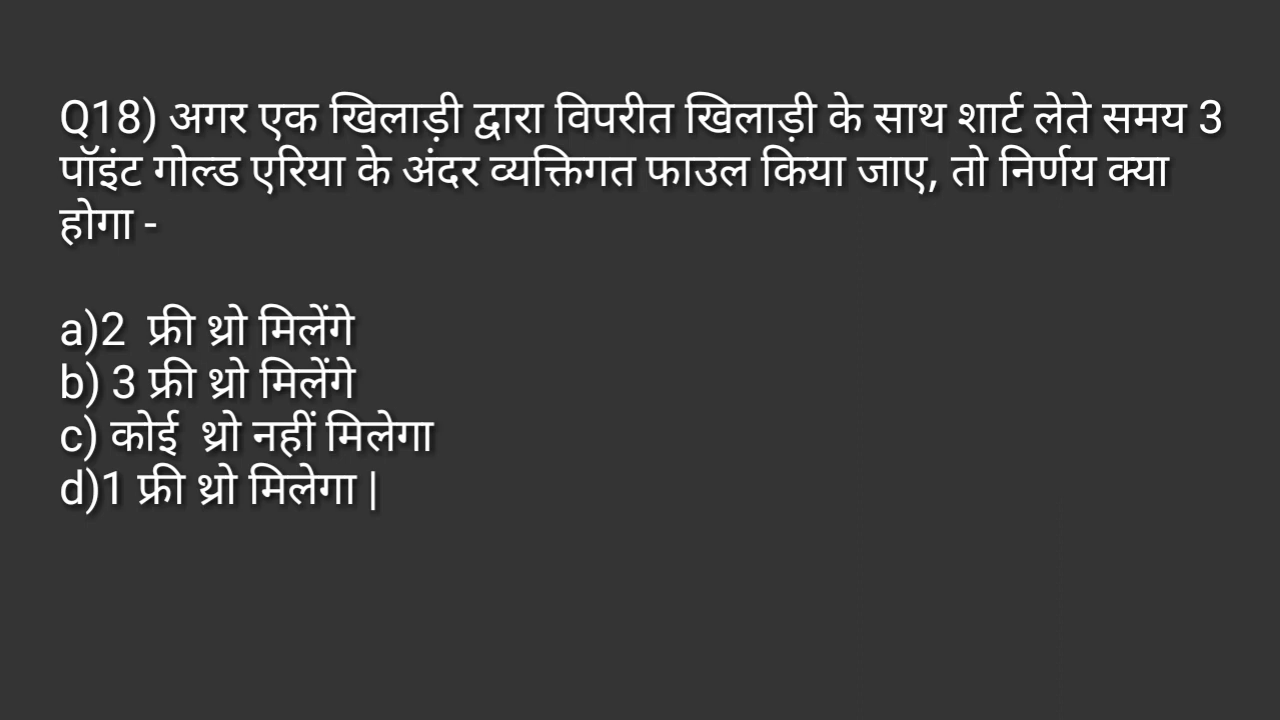 Q18) अगर एक खिलाड़ी द्वारा विपरीत खिलाड़ी के साथ शार्ट लेते समय 3
पॉइंट गोल्ड एरिया के अंदर व्यक्तिगत फाउल किया जाए, तो निर्णय क्या
होगा -
a)2 फ्री थ्रो मिलेंगे
b) 3 फ्री थ्रो मिलेंगे
c) कोई थ्रो नहीं मिलेगा
d)1 फ्री थ्रो मिलेगा |